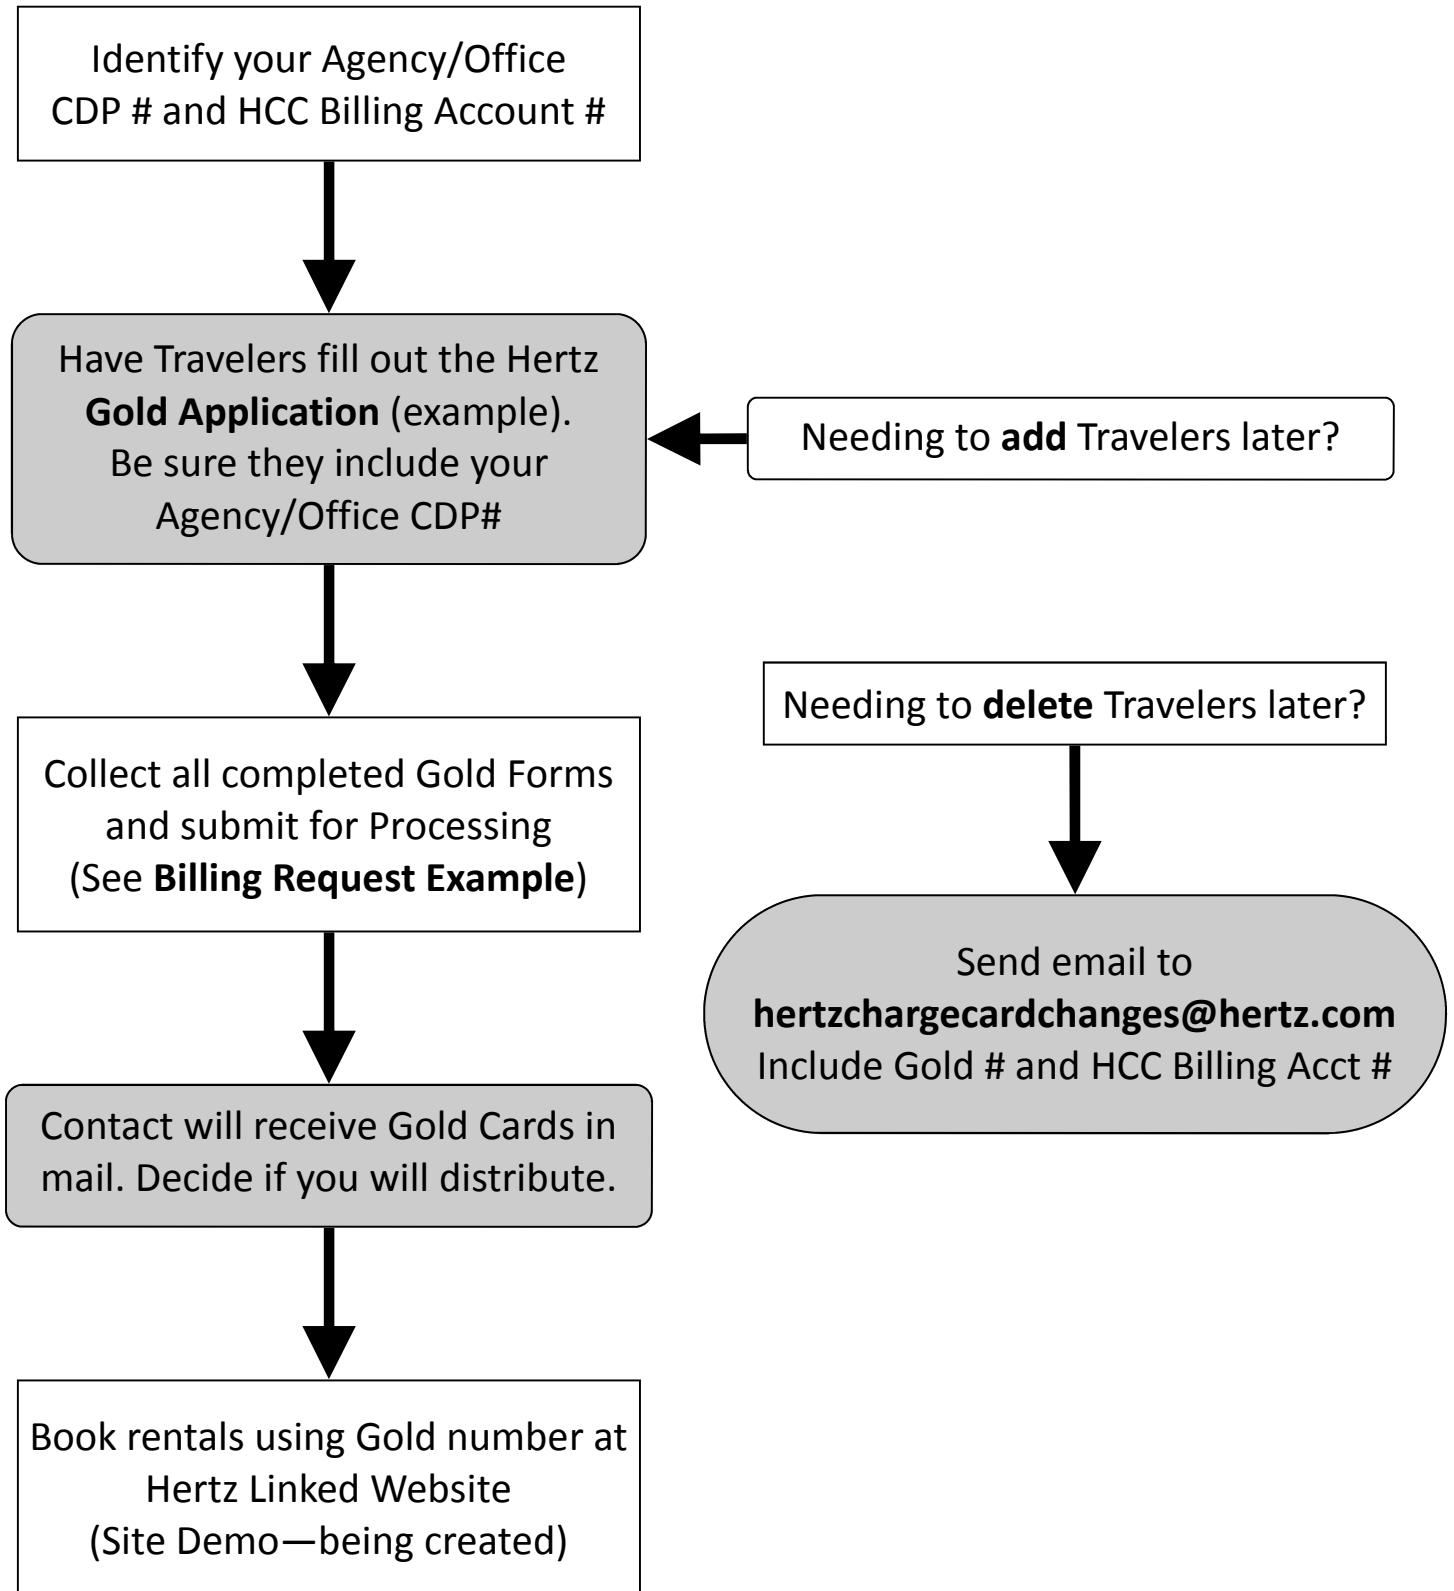 Identify your Agency/Office
CDP # and HCC Billing Account #
Have Travelers fill out the Hertz
Gold Application (example).
Be sure they include your
Agency/Office CDP#
Needing to add Travelers later?
Collect all completed Gold Forms
and submit for Processing
(See Billing Request Example)
Needing to delete Travelers later?
Send email to
hertzchargecardchanges@hertz.com
Include Gold # and HCC Billing Acct #
Contact will receive Gold Cards in
mail. Decide if you will distribute.
Book rentals using Gold number at
Hertz Linked Website
(Site Demo—being created)